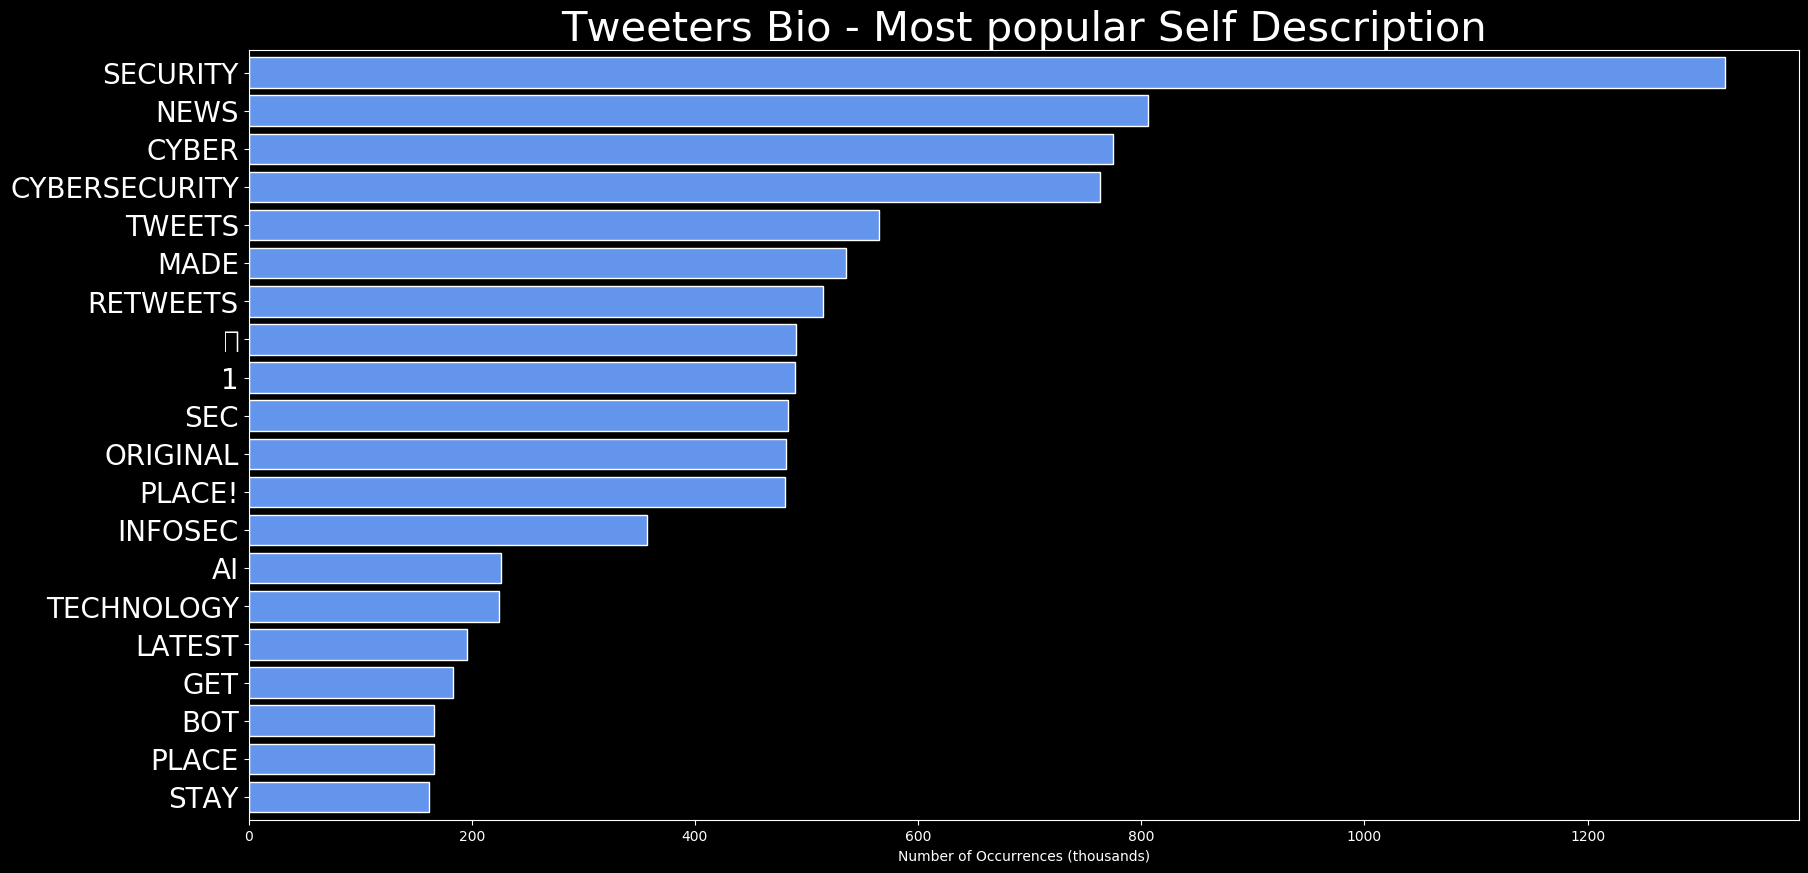 Tweeters Bio - Most popular Self Description
SECURITY
NEWS
CYBER
CYBERSECURITY
TWEETS
MADE
RETWEETS
1
SEC
ORIGINAL
PLACE!
INFOSEC
AI
TECHNOLOGY
LATEST
GET
BOT
PLACE
STAY
0 200 400 600 800 1000 1200
Number of Occurrences (thousands)